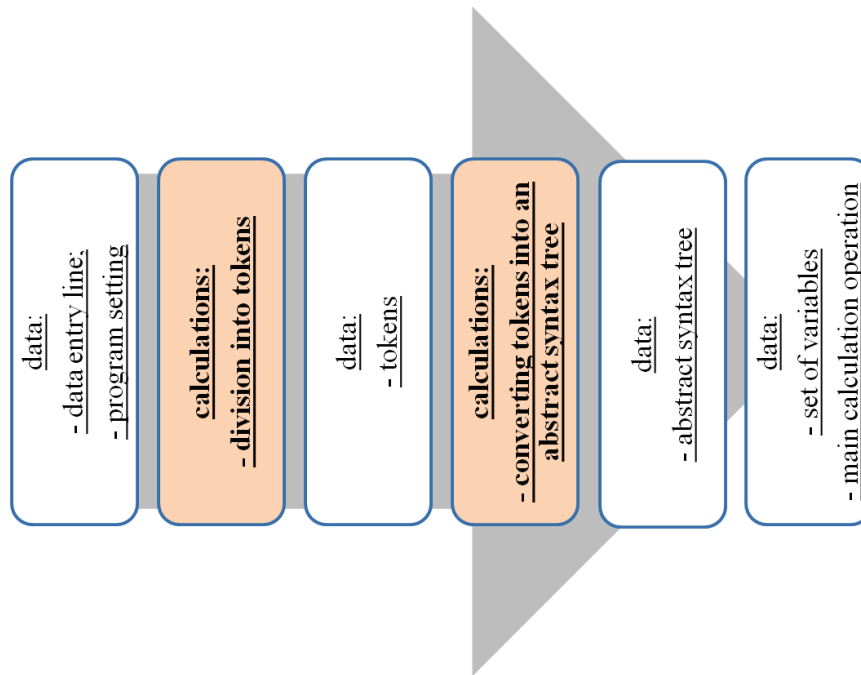 data:
- data entry line;
- program setting
calculations:
- division into tokens
data:
- tokens
calculations:
- converting tokens into an
abstract syntax tree
data:
- abstract syntax tree
data:
- set of variables
- main calculation operation